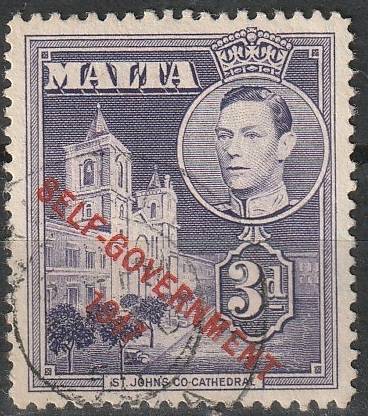 MALTA
SELF-GOVERNMENT
1947
3d
ST. JOHN'S CO-CATHEDRAL